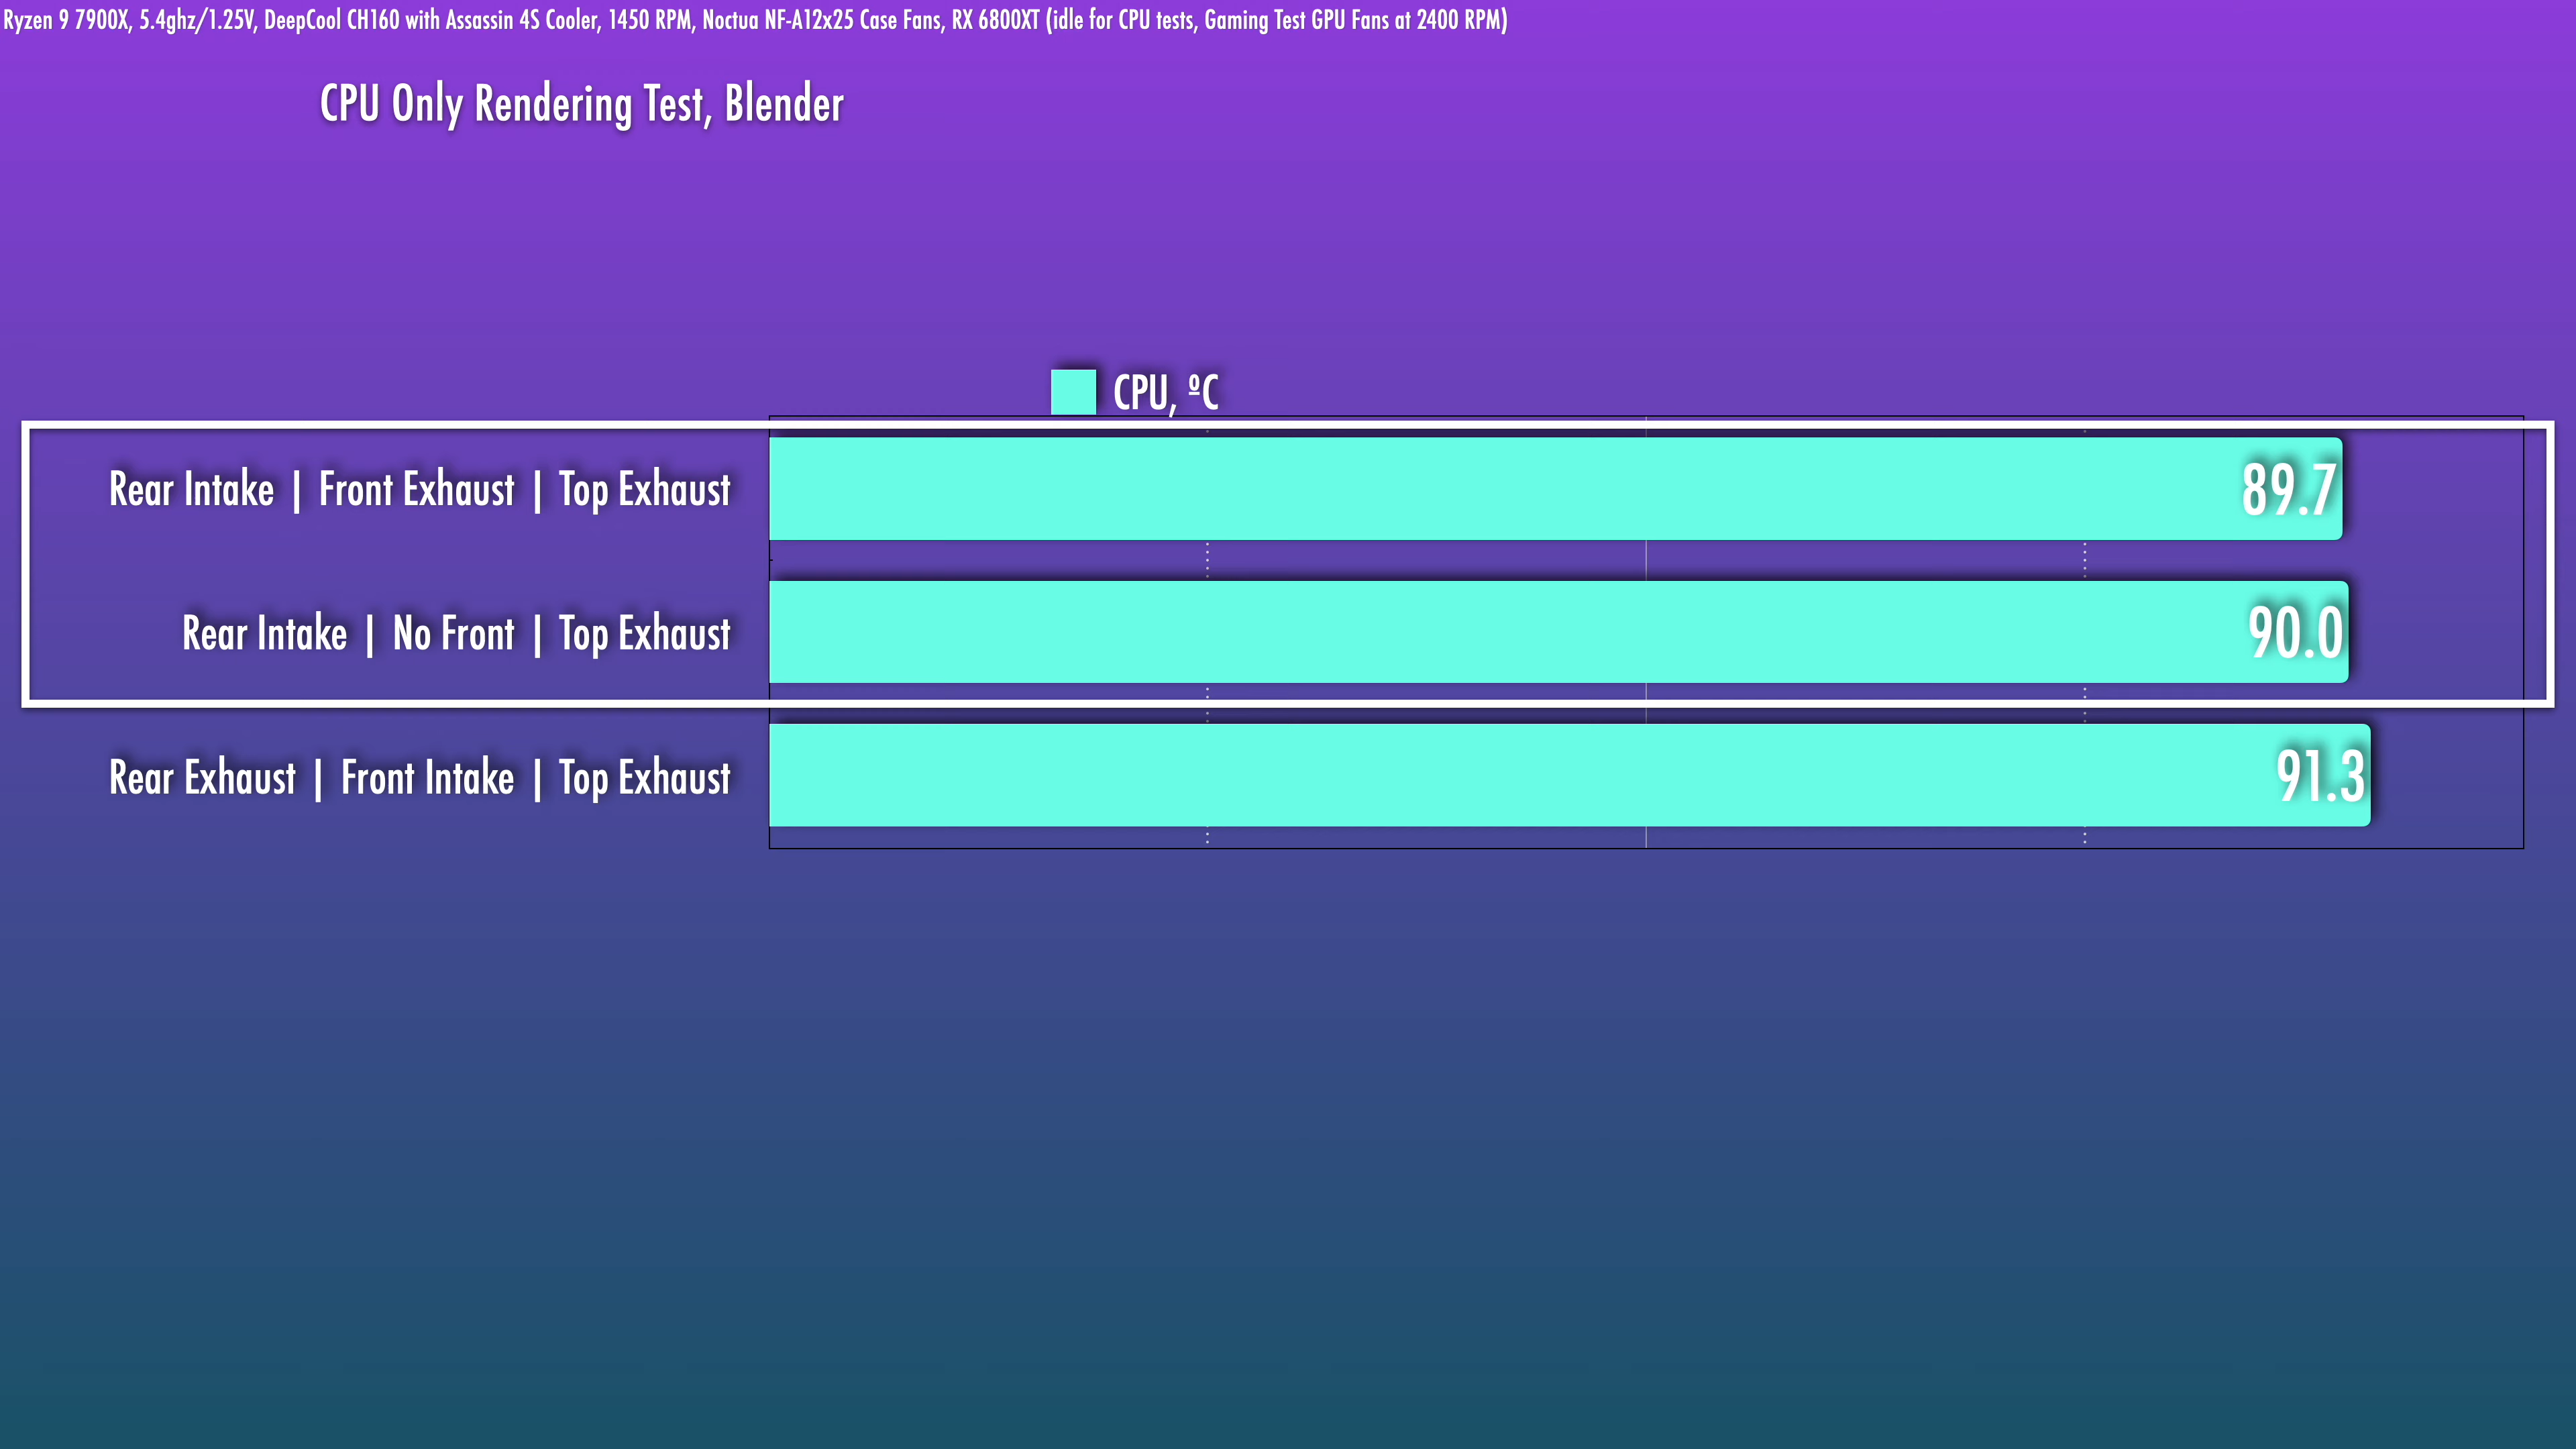 Ryzen 9 7900X, 5.4ghz/1.25V, DeepCool CH160 with Assassin 4S Cooler, 1450 RPM, Noctua NF-A12x25 Case Fans, RX 6800XT (idle for CPU tests, Gaming Test GPU Fans at 2400 RPM)
CPU Only Rendering Test, Blender
CPU, ºC
Rear Intake | Front Exhaust | Top Exhaust 89.7
Rear Intake | No Front | Top Exhaust 90.0
Rear Exhaust | Front Intake | Top Exhaust 91.3